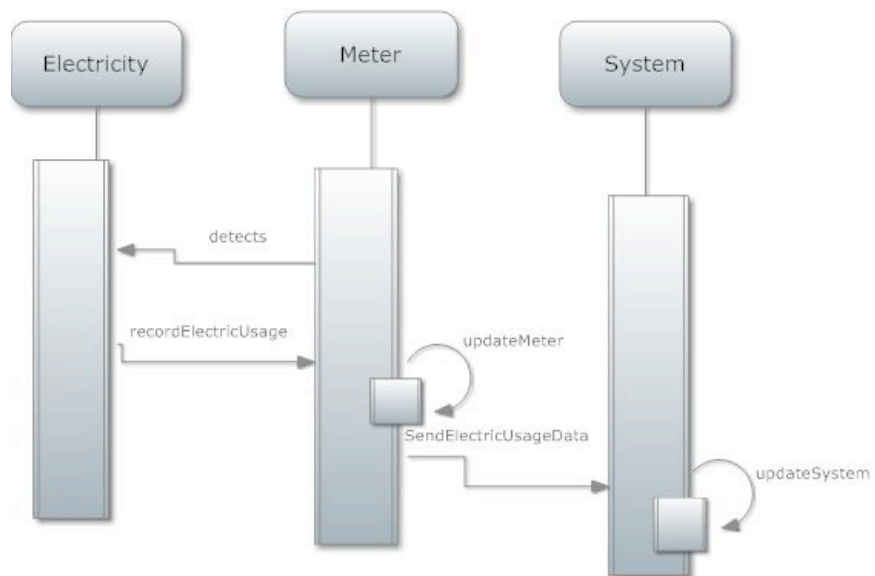 Electricity
Meter
System
detects
recordElectricUsage
updateMeter
SendElectricUsageData
updateSystem